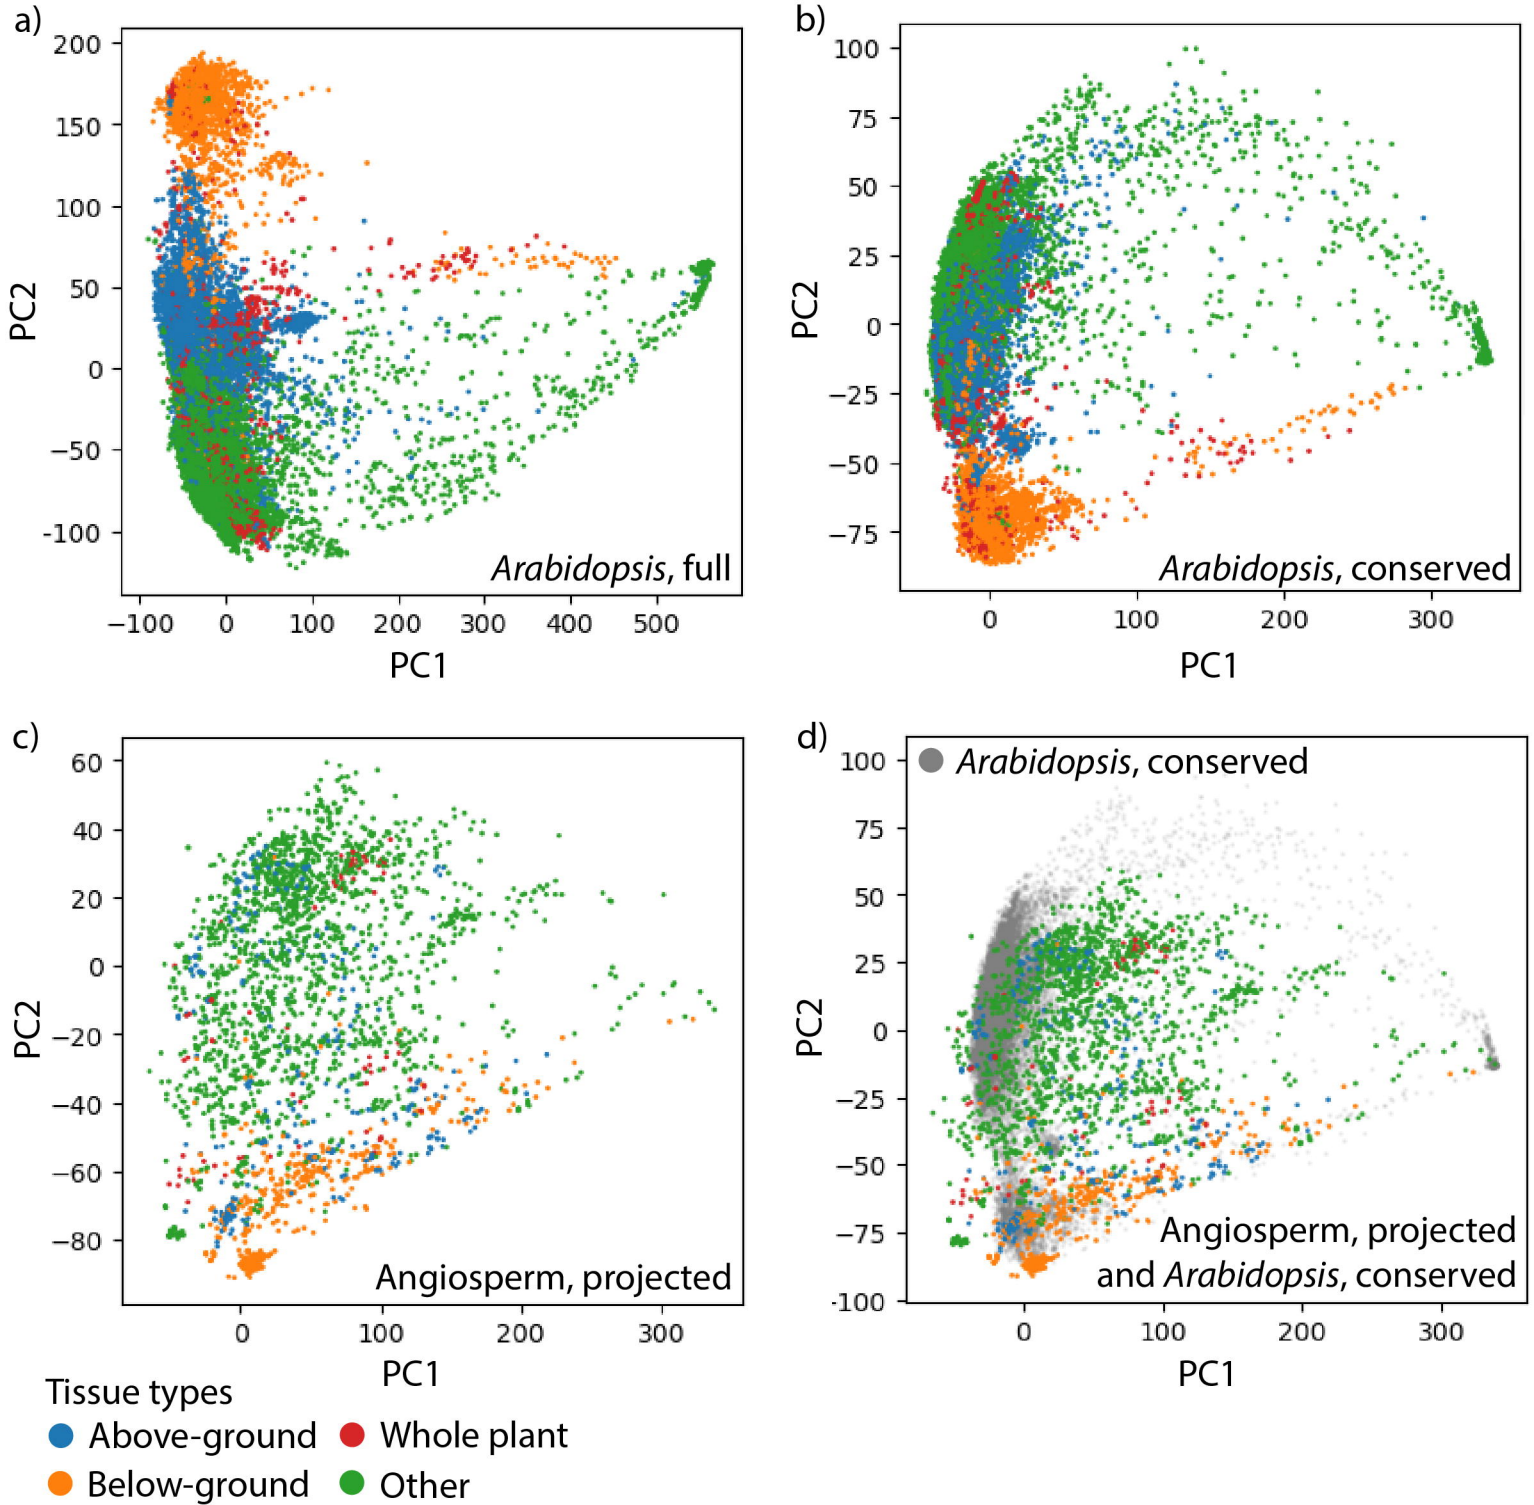 a)
200
150
100
50
0
−50
-100
PC2
−100 0 100 200 300 400 500
PC1
Arabidopsis, full
b)
100
75
50
25
0
−25
−50
−75
PC2
0 100 200 300
PC1
Arabidopsis, conserved
c)
60
40
20
0
−20
−40
−60
−80
PC2
0 100 200 300
PC1
Angiosperm, projected
d)
Arabidopsis, conserved
100
75
50
25
0
−25
−50
−75
-100
PC2
0 100 200 300
PC1
Angiosperm, projected
and Arabidopsis, conserved
Tissue types
Above-ground
Whole plant
Below-ground
Other